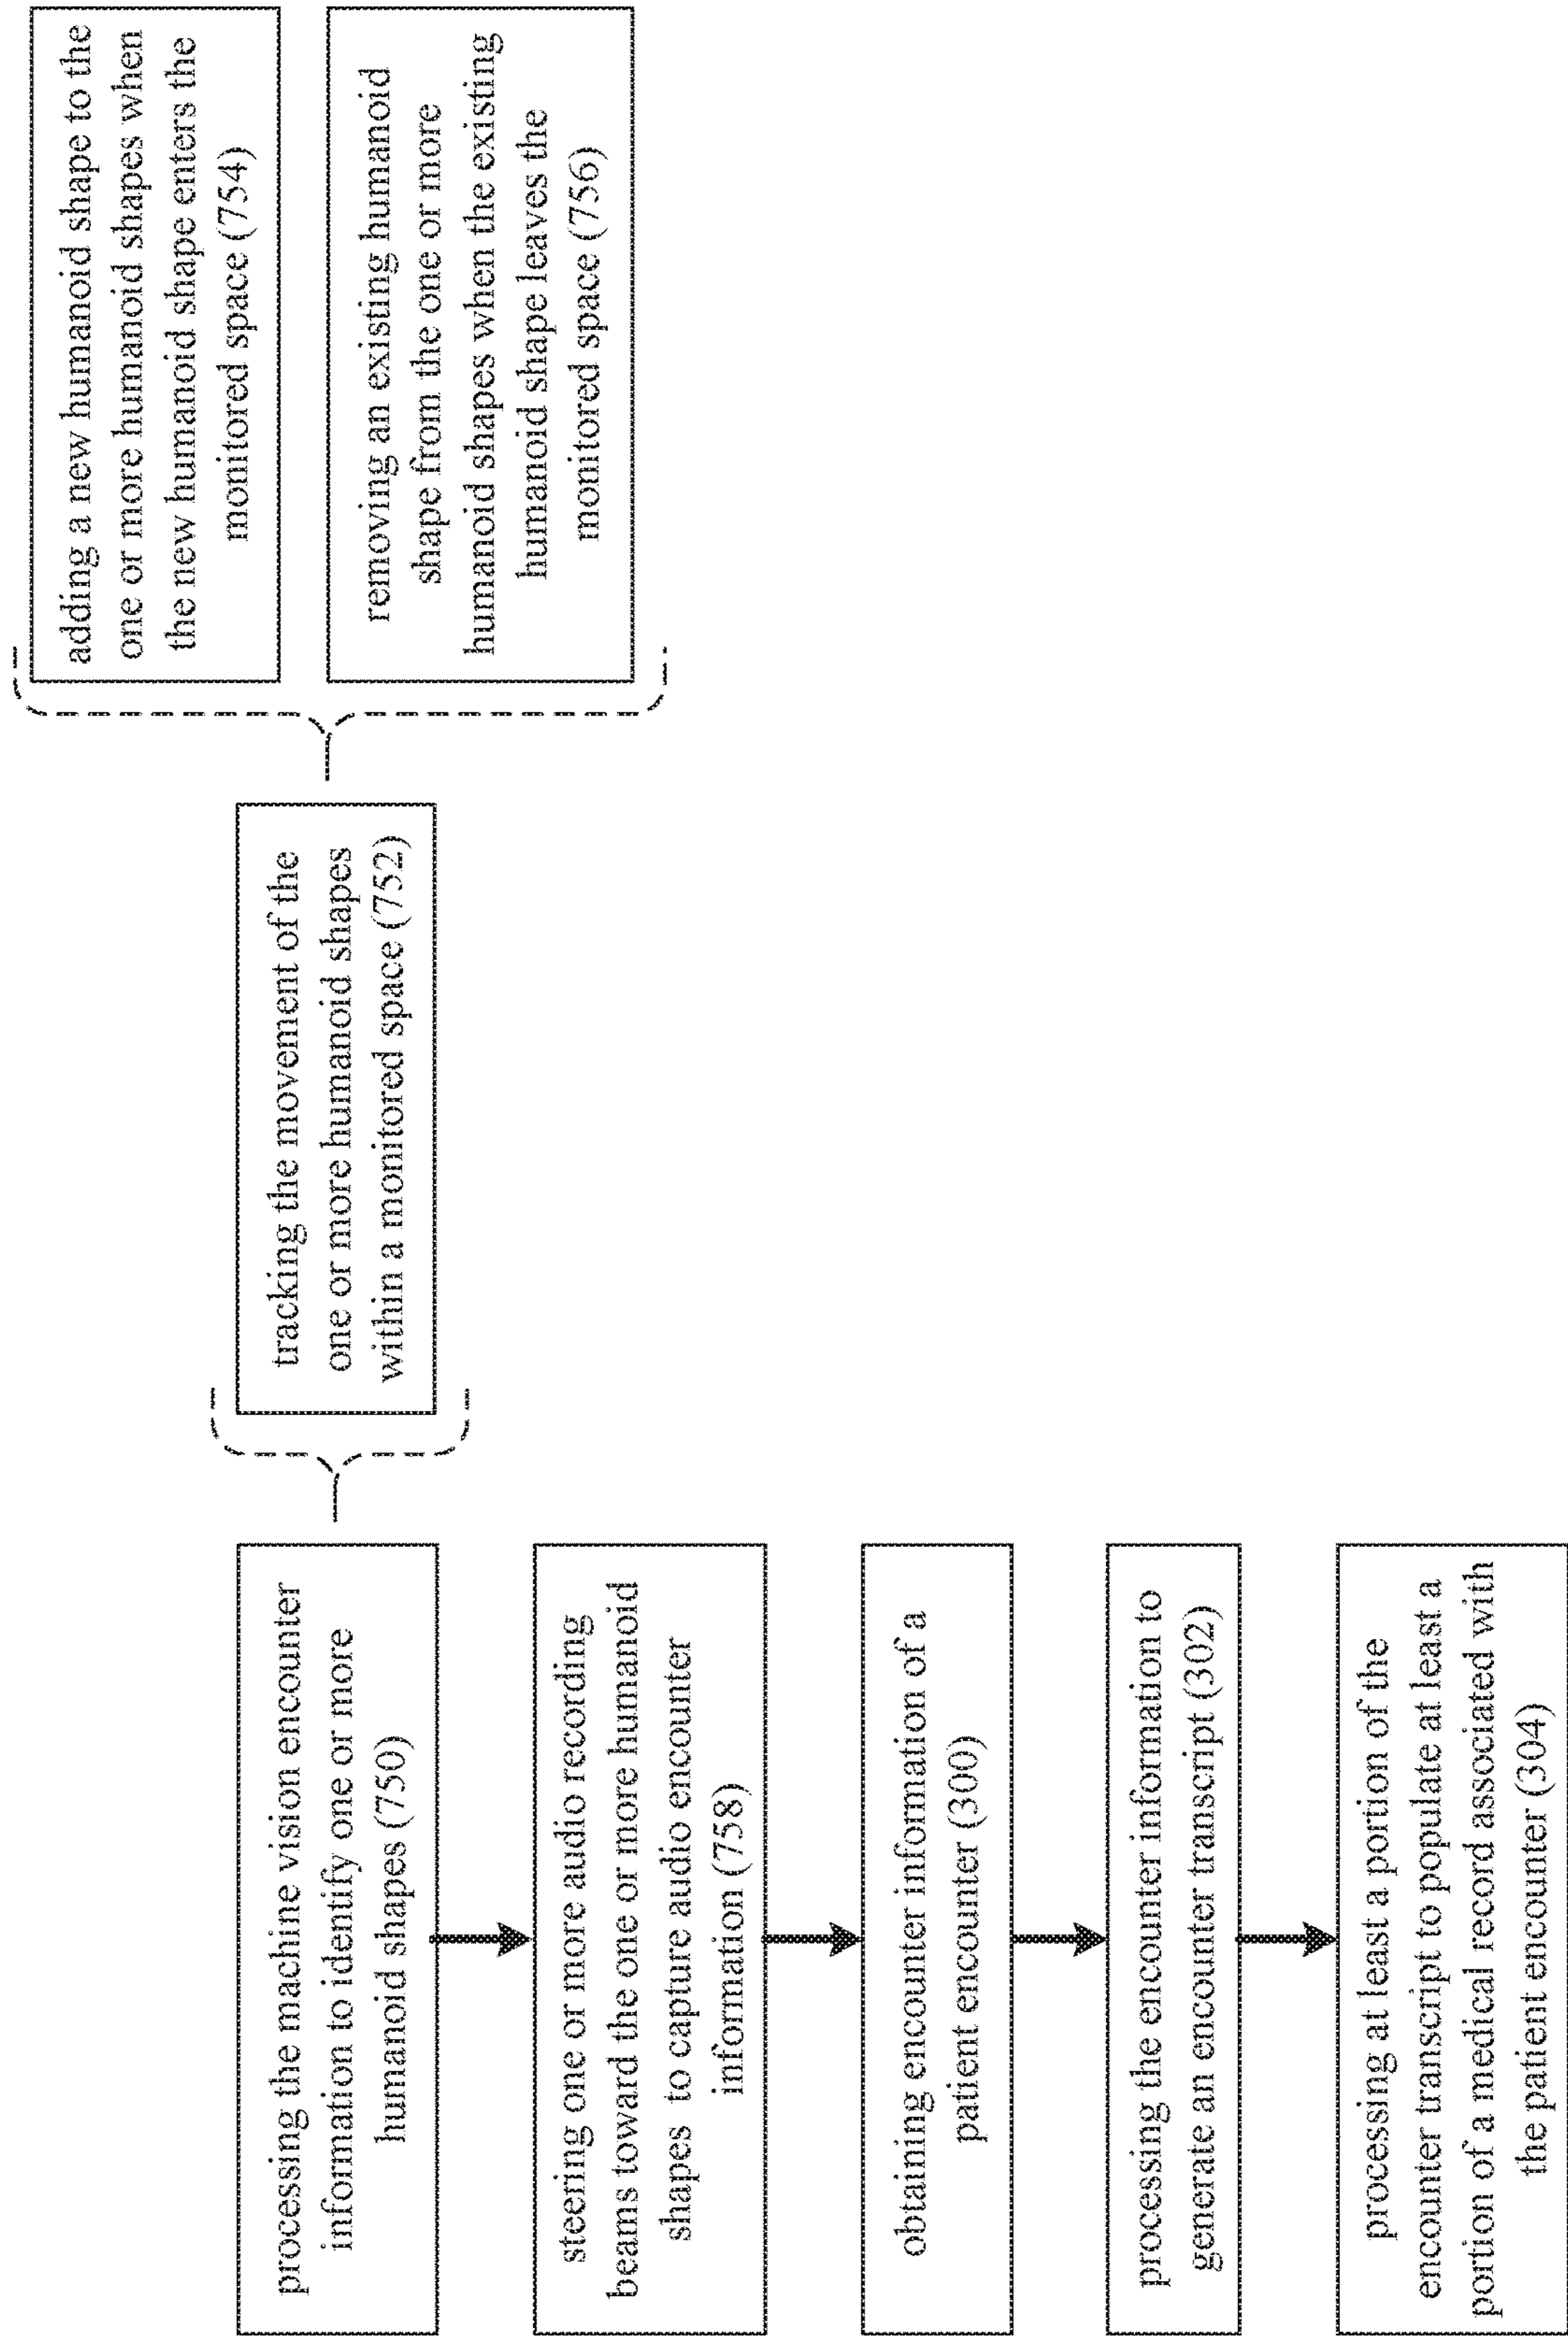 processing the machine vision encounter
information to identify one or more
humanoid shapes (750)
tracking the movement of the
one or more humanoid shapes
within a monitored space (752)
adding a new humanoid shape to the
one or more humanoid shapes when
the new humanoid shape enters the
monitored space (754)
removing an existing humanoid
shape from the one or more
humanoid shapes when the existing
humanoid shape leaves the
monitored space (756)
steering one or more audio recording
beams toward the one or more humanoid
shapes to capture audio encounter
information (758)
obtaining encounter information of a
patient encounter (300)
processing the encounter information to
generate an encounter transcript (302)
processing at least a portion of the
encounter transcript to populate at least a
portion of a medical record associated with
the patient encounter (304)